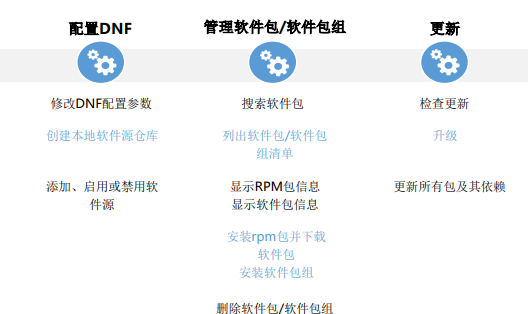 配置DNF
修改DNF配置参数
创建本地软件源仓库
添加、启用或禁用软
件源
管理软件包/软件包组
搜索软件包
列出软件包/软件包
组清单
显示RPM包信息
显示软件包信息
安装rpm包并下载
软件包
安装软件包组
删除软件包/软件包组
更新
检查更新
升级
更新所有包及其依赖